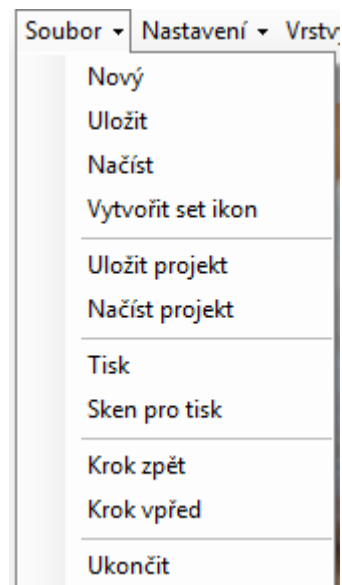 Soubor Nastavení Vrstvy
Nový
Uložit
Načíst
Vytvořit set ikon
Uložit projekt
Načíst projekt
Tisk
Sken pro tisk
Krok zpět
Krok vpřed
Ukončit